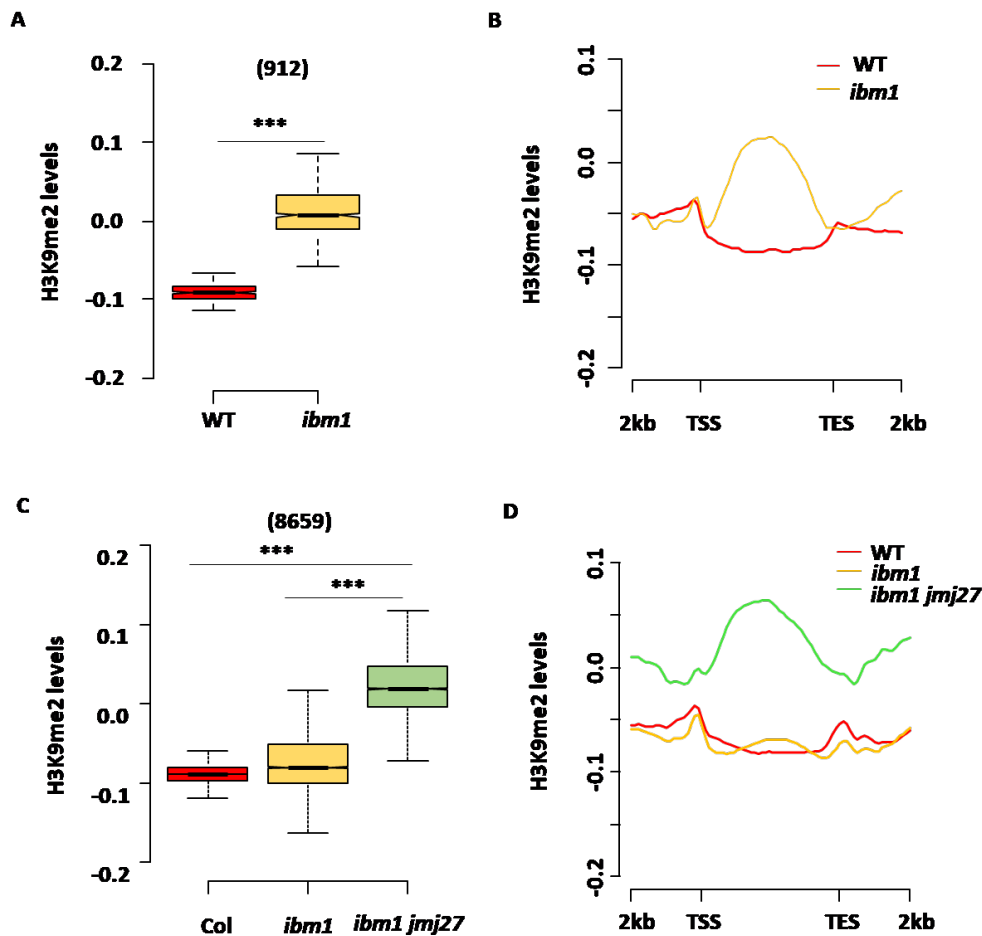 A
(912)
***
H3K9me2 levels
0.2
0.1
0.0
-0.1
-0.2
WT
ibm1
B
WT
ibm1
H3K9me2 levels
0.1
0.0
-0.1
-0.2
2kb
TSS
TES
2kb
C
(8659)
***
***
H3K9me2 levels
0.2
0.1
0.0
-0.1
-0.2
Col
ibm1
ibm1 jmj27
D
WT
ibm1
ibm1 jmj27
H3K9me2 levels
0.1
0.0
-0.1
-0.2
2kb
TSS
TES
2kb